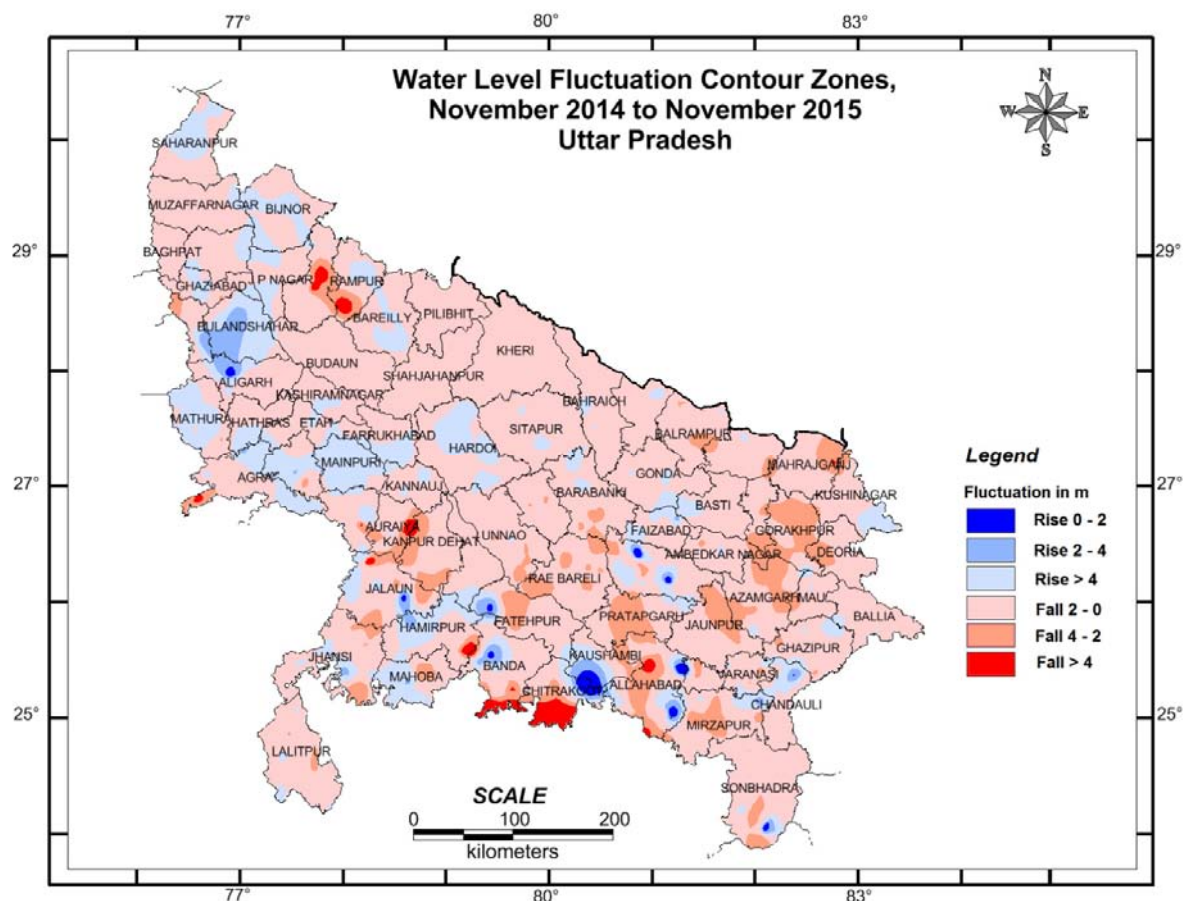 77°
80°
83°
Water Level Fluctuation Contour Zones,
November 2014 to November 2015
Uttar Pradesh
N
W
E
S
SAHARANPUR
MUZAFFARNAGAR
BIJNOR
BAGHPAT
29°
29°
GHAZIABAD
P NAGAR
RAMPUR
BULANDSHAHAR
BAREILLY
PILIBHIT
KHERI
BUDAUN
ALIGARH
SHAHJAHANPUR
KASHIRAMNAGAR
BAHRAICH
MATHURA
HATHRAS
ETAH
FARRUKHABAD
HARDOI
SITAPUR
BALRAMPUR
MAINPURI
AGRA
GONDA
MAHRAJGANJ
27°
27°
KANNAUJ
BARABANKI
BASTI
KUSHINAGAR
AURAIYA
UNNAO
FAIZABAD
GORAKHPUR
KANPUR DEHAT
AMBEDKAR NAGAR
DEORIA
JALAUN
RAE BARELI
AZAMGARH
MAU
HAMIRPUR
FATEHPUR
PRATAPGARH
JAUNPUR
BALLIA
JHANSI
BANDA
KAUSHAMBI
GHAZIPUR
MAHOBA
CHITRAKOOT
ALLAHABAD
VARANASI
CHANDAULI
25°
25°
MIRZAPUR
LALITPUR
SONBHADRA
Legend
Fluctuation in m
Rise 0 - 2
Rise 2 - 4
Rise > 4
Fall 2 - 0
Fall 4 - 2
Fall > 4
SCALE
0
100
200
kilometers
77°
80°
83°